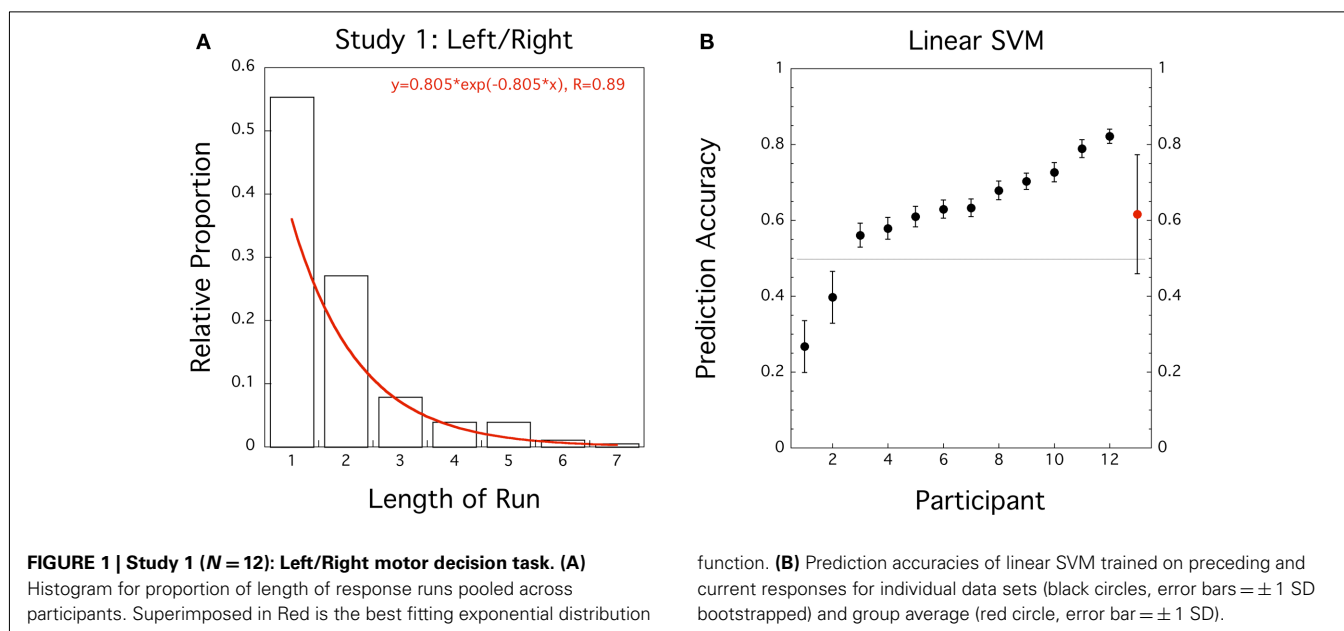 A
Study 1: Left/Right
y=0.805*exp(-0.805*x), R=0.89
Relative Proportion
0.6
0.5
0.4
0.3
0.2
0.1
0
1 2 3 4 5 6 7
Length of Run
B
Linear SVM
Prediction Accuracy
1
0.8
0.6
0.4
0.2
0
1
0.8
0.6
0.4
0.2
0
2 4 6 8 10 12
Participant
FIGURE 1 | Study 1 (N = 12): Left/Right motor decision task. (A)
Histogram for proportion of length of response runs pooled across
participants. Superimposed in Red is the best fitting exponential distribution
function. (B) Prediction accuracies of linear SVM trained on preceding and
current responses for individual data sets (black circles, error bars = ± 1 SD
bootstrapped) and group average (red circle, error bar = ± 1 SD).